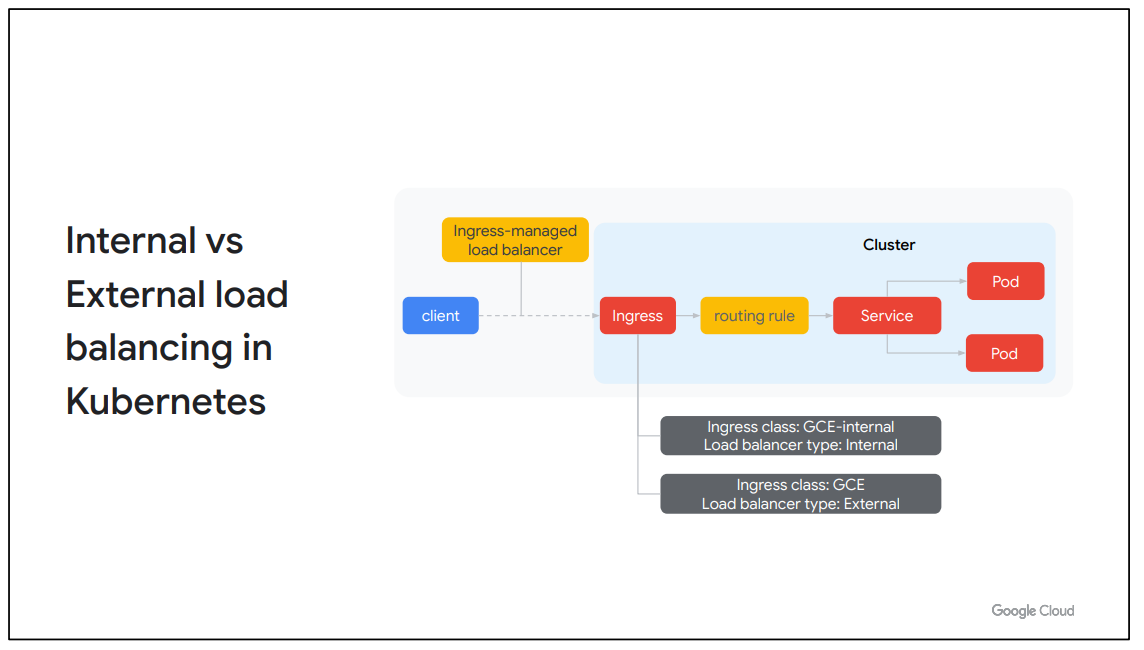 Internal vs
External load
balancing in
Kubernetes
Ingress-managed
load balancer
Cluster
client
Ingress
routing rule
Service
Pod
Pod
Ingress class: GCE-internal
Load balancer type: Internal
Ingress class: GCE
Load balancer type: External
Google Cloud